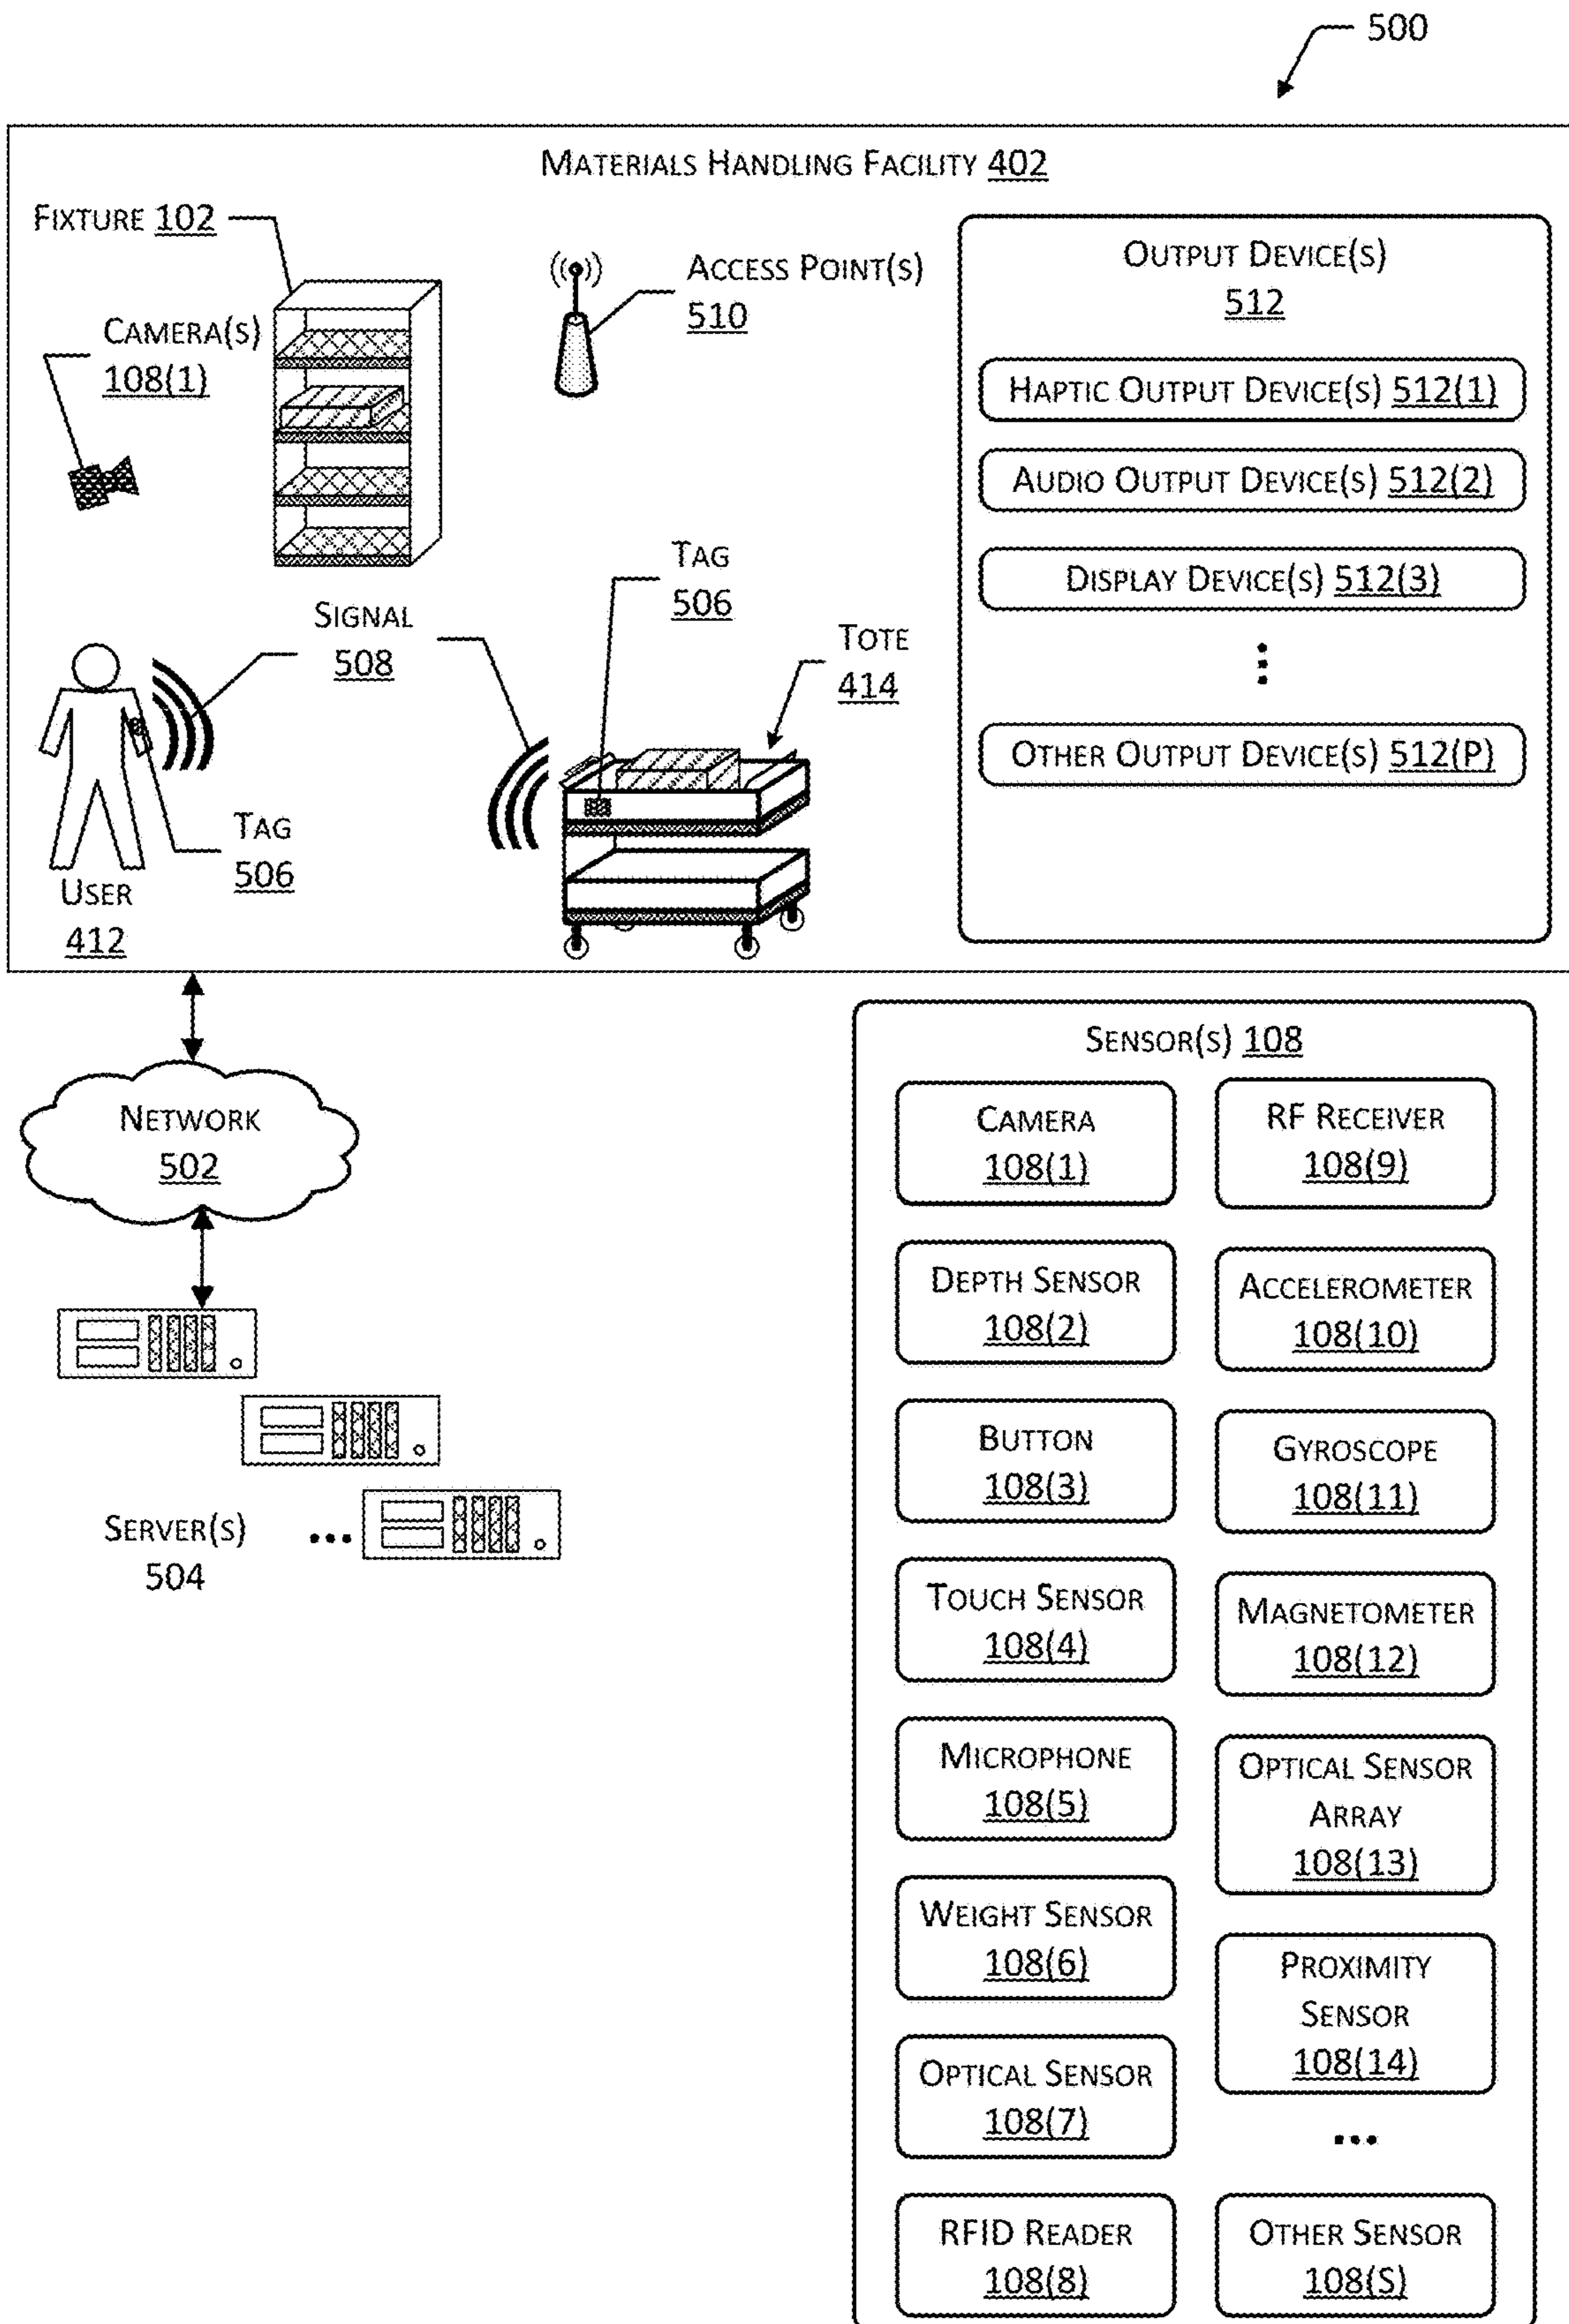 500
MATERIALS HANDLING FACILITY 402
FIXTURE 102
CAMERA(S)
108(1)
ACCESS POINT(S)
510
OUTPUT DEVICE(S)
512
HAPTIC OUTPUT DEVICE(S) 512(1)
AUDIO OUTPUT DEVICE(S) 512(2)
DISPLAY DEVICE(S) 512(3)
OTHER OUTPUT DEVICE(S) 512(P)
TAG
506
SIGNAL
508
TOTE
414
TAG
506
USER
412
NETWORK
502
SERVER(S)
504
...
SENSOR(S) 108
CAMERA
108(1)
DEPTH SENSOR
108(2)
BUTTON
108(3)
TOUCH SENSOR
108(4)
MICROPHONE
108(5)
WEIGHT SENSOR
108(6)
OPTICAL SENSOR
108(7)
RFID READER
108(8)
RF RECEIVER
108(9)
ACCELEROMETER
108(10)
GYROSCOPE
108(11)
MAGNETOMETER
108(12)
OPTICAL SENSOR
ARRAY
108(13)
PROXIMITY
SENSOR
108(14)
...
OTHER SENSOR
108(S)